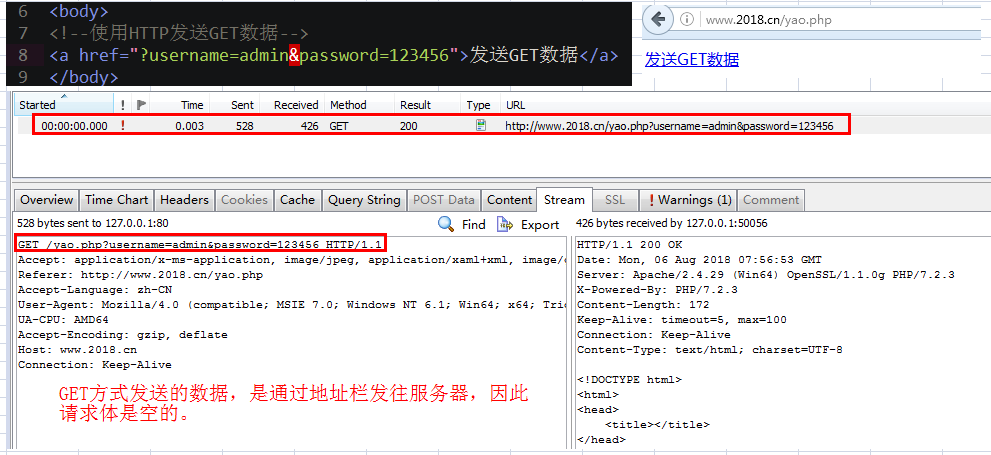 6 <body>
7 <!--使用HTTP发送GET数据-->
8 <a href="?username=admin&password=123456">发送GET数据</a>
9 </body>
www.2018.cn/yao.php
发送GET数据
Started ! Time Sent Received Method Result Type URL
00:00:00.000 ! 0.003 528 426 GET 200 http://www.2018.cn/yao.php?username=admin&password=123456
Overview Time Chart Headers Cookies Cache Query String POST Data Content Stream SSL ! Warnings (1) Comment
528 bytes sent to 127.0.0.1:80
Find Export
426 bytes received by 127.0.0.1:50056
GET /yao.php?username=admin&password=123456 HTTP/1.1
Accept: application/x-ms-application, image/jpeg, application/xaml+xml, image/
Referer: http://www.2018.cn/yao.php
Accept-Language: zh-CN
User-Agent: Mozilla/4.0 (compatible; MSIE 7.0; Windows NT 6.1; Win64; x64; Tri
UA-CPU: AMD64
Accept-Encoding: gzip, deflate
Host: www.2018.cn
Connection: Keep-Alive
GET方式发送的数据，是通过地址栏发往服务器，因此
请求体是空的。
HTTP/1.1 200 OK
Date: Mon, 06 Aug 2018 07:56:53 GMT
Server: Apache/2.4.29 (Win64) OpenSSL/1.1.0g PHP/7.2.3
X-Powered-By: PHP/7.2.3
Content-Length: 172
Keep-Alive: timeout=5, max=100
Connection: Keep-Alive
Content-Type: text/html; charset=UTF-8
<!DOCTYPE html>
<html>
<head>
<title></title>
</head>